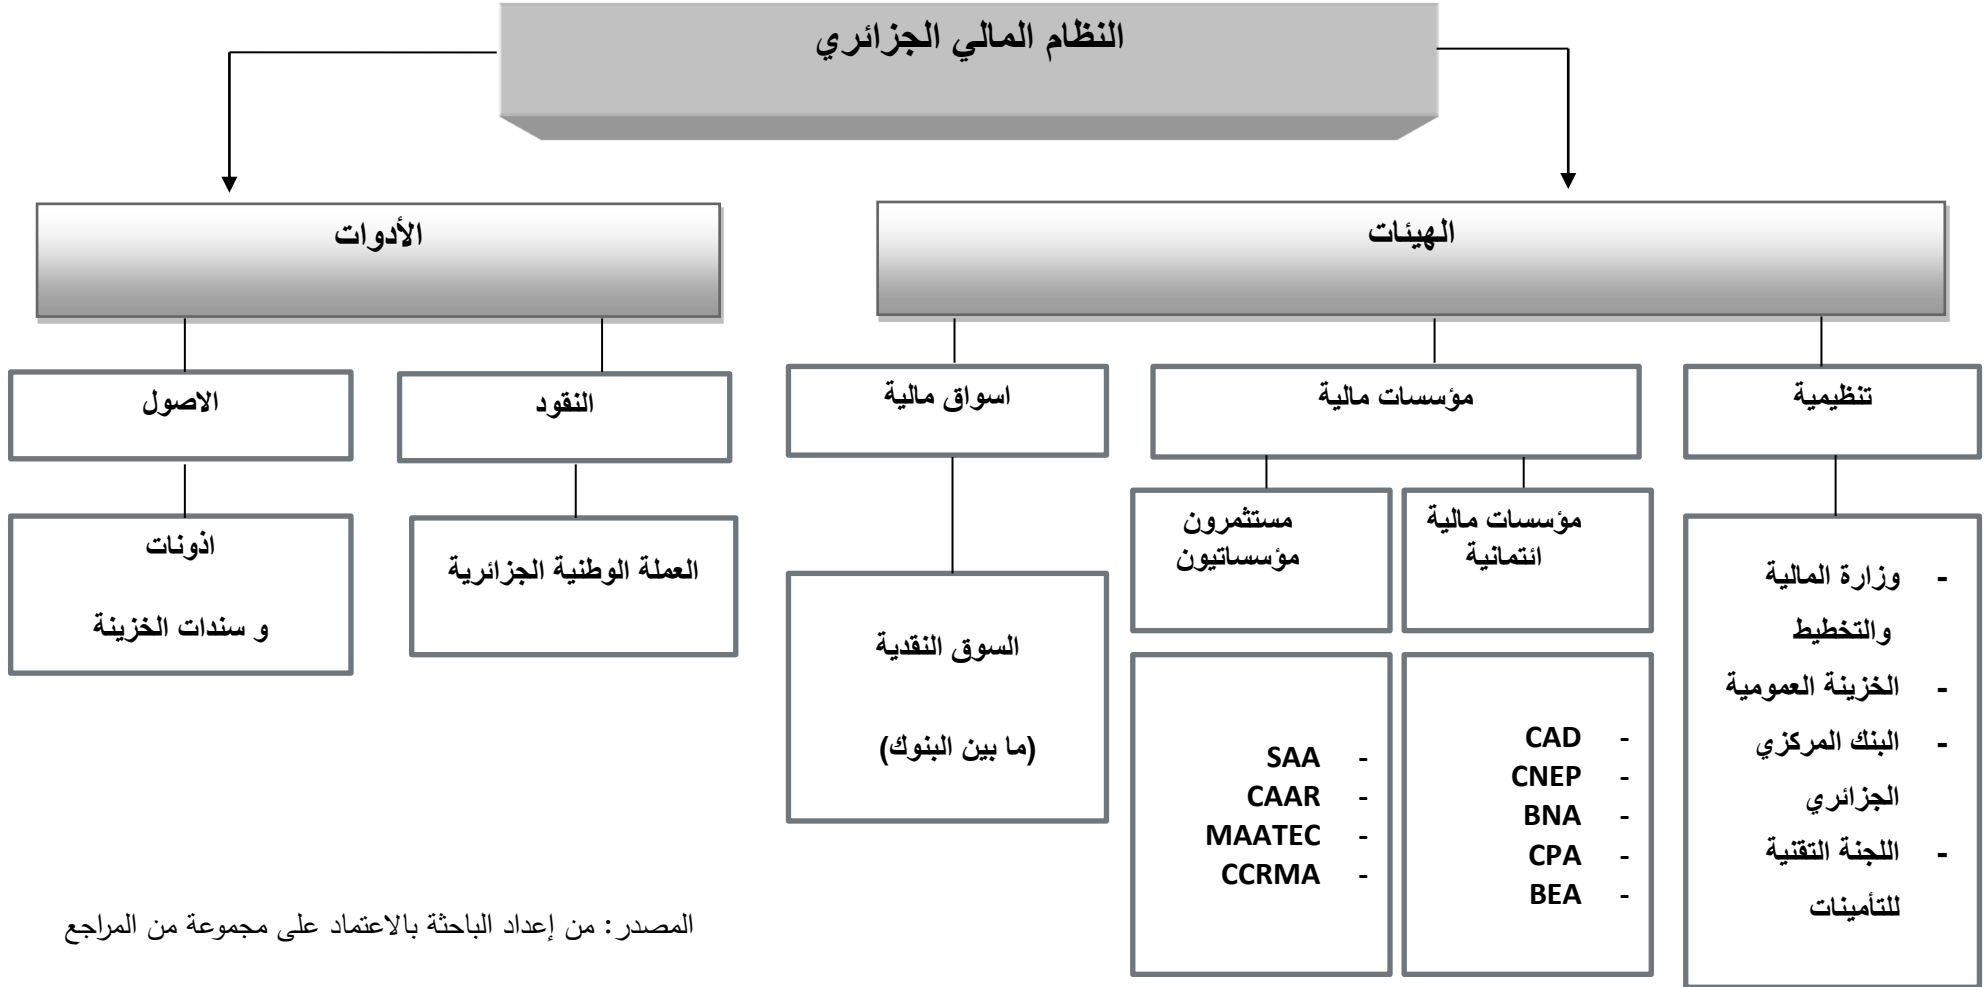 النظام المالي الجزائري
الهيئات
الأدوات
تنظيمية
مؤسسات مالية
اسواق مالية
النقود
الاصول
مؤسسات مالية
ائتمانية
مستثمرون
مؤسساتيون
- وزارة المالية
والتخطيط
- الخزينة العمومية
- البنك المركزي
الجزائري
- اللجنة التقنية
للتأمينات
- CAD
- CNEP
- BNA
- CPA
- BEA
- SAA
- CAAR
- MAATEC
- CCRMA
السوق النقدية
(ما بين البنوك)
العملة الوطنية الجزائرية
اذونات
و سندات الخزينة
المصدر: من إعداد الباحثة بالاعتماد على مجموعة من المراجع